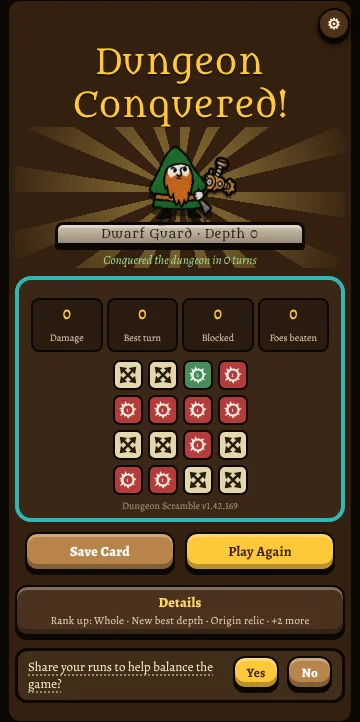 Dungeon
Conquered!
Dwarf Guard · Depth 0
Conquered the dungeon in 0 turns
0 0 0 0
Damage Best turn Blocked Foes beaten
Dungeon Scramble v1.42.169
Save Card Play Again
Details
Rank up: Whole · New best depth · Origin relic · +2 more
Share your runs to help balance the
game?
Yes No